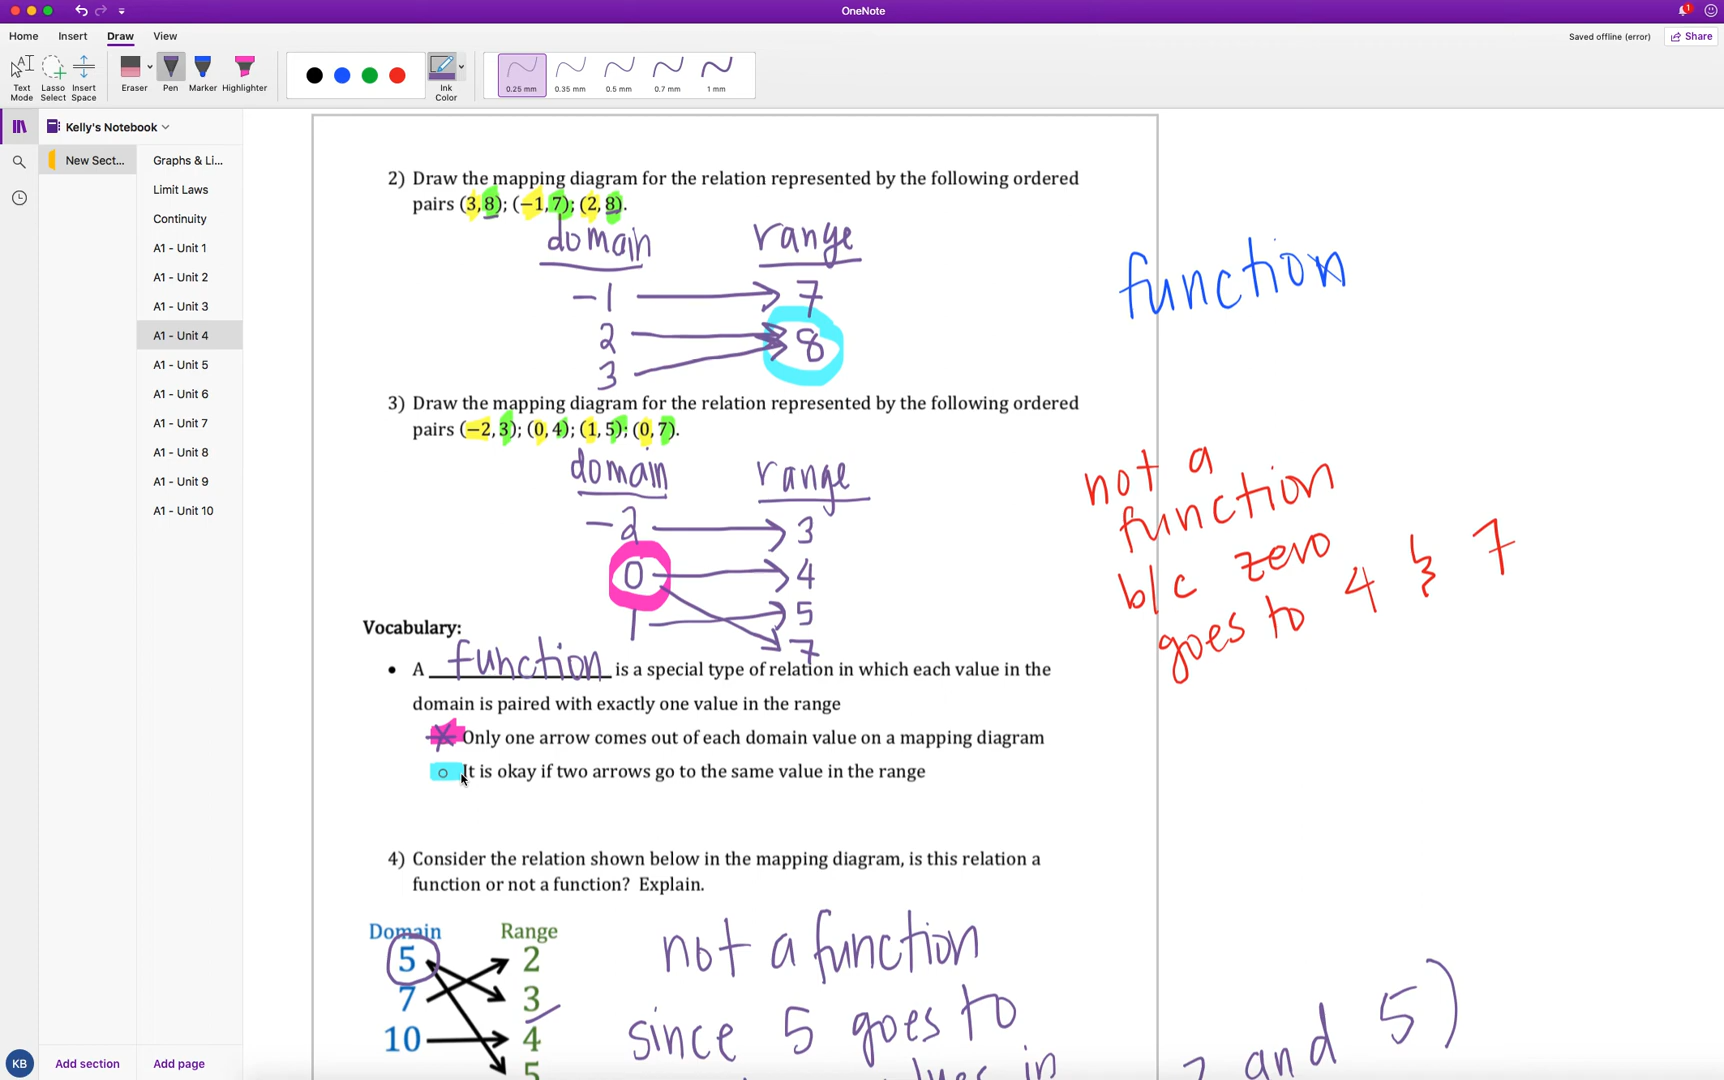 OneNote
1
Home Insert Draw View
Saved offline (error) Share
Text Mode
Lasso Select
Insert Space
Eraser
Pen
Marker
Highlighter
Ink Color
0.25 mm 0.35 mm 0.5 mm 0.7 mm 1 mm
Kelly's Notebook
New Sect...
Graphs & Li...
Limit Laws
Continuity
A1 - Unit 1
A1 - Unit 2
A1 - Unit 3
A1 - Unit 4
A1 - Unit 5
A1 - Unit 6
A1 - Unit 7
A1 - Unit 8
A1 - Unit 9
A1 - Unit 10
KB
Add section Add page
2) Draw the mapping diagram for the relation represented by the following ordered
pairs (3,8); (−1,7); (2,8).
domain range
-1 7
2 8
3
function
3) Draw the mapping diagram for the relation represented by the following ordered
pairs (−2,3); (0,4); (1,5); (0,7).
domain range
-2 3
0 4
1 5
7
not a
function
b/c zero
goes to 4 & 7
Vocabulary:
• A function is a special type of relation in which each value in the
domain is paired with exactly one value in the range
Only one arrow comes out of each domain value on a mapping diagram
It is okay if two arrows go to the same value in the range
4) Consider the relation shown below in the mapping diagram, is this relation a
function or not a function? Explain.
Domain Range
5 2
7 3
10 4
5
not a function
since 5 goes to
in
and 5)